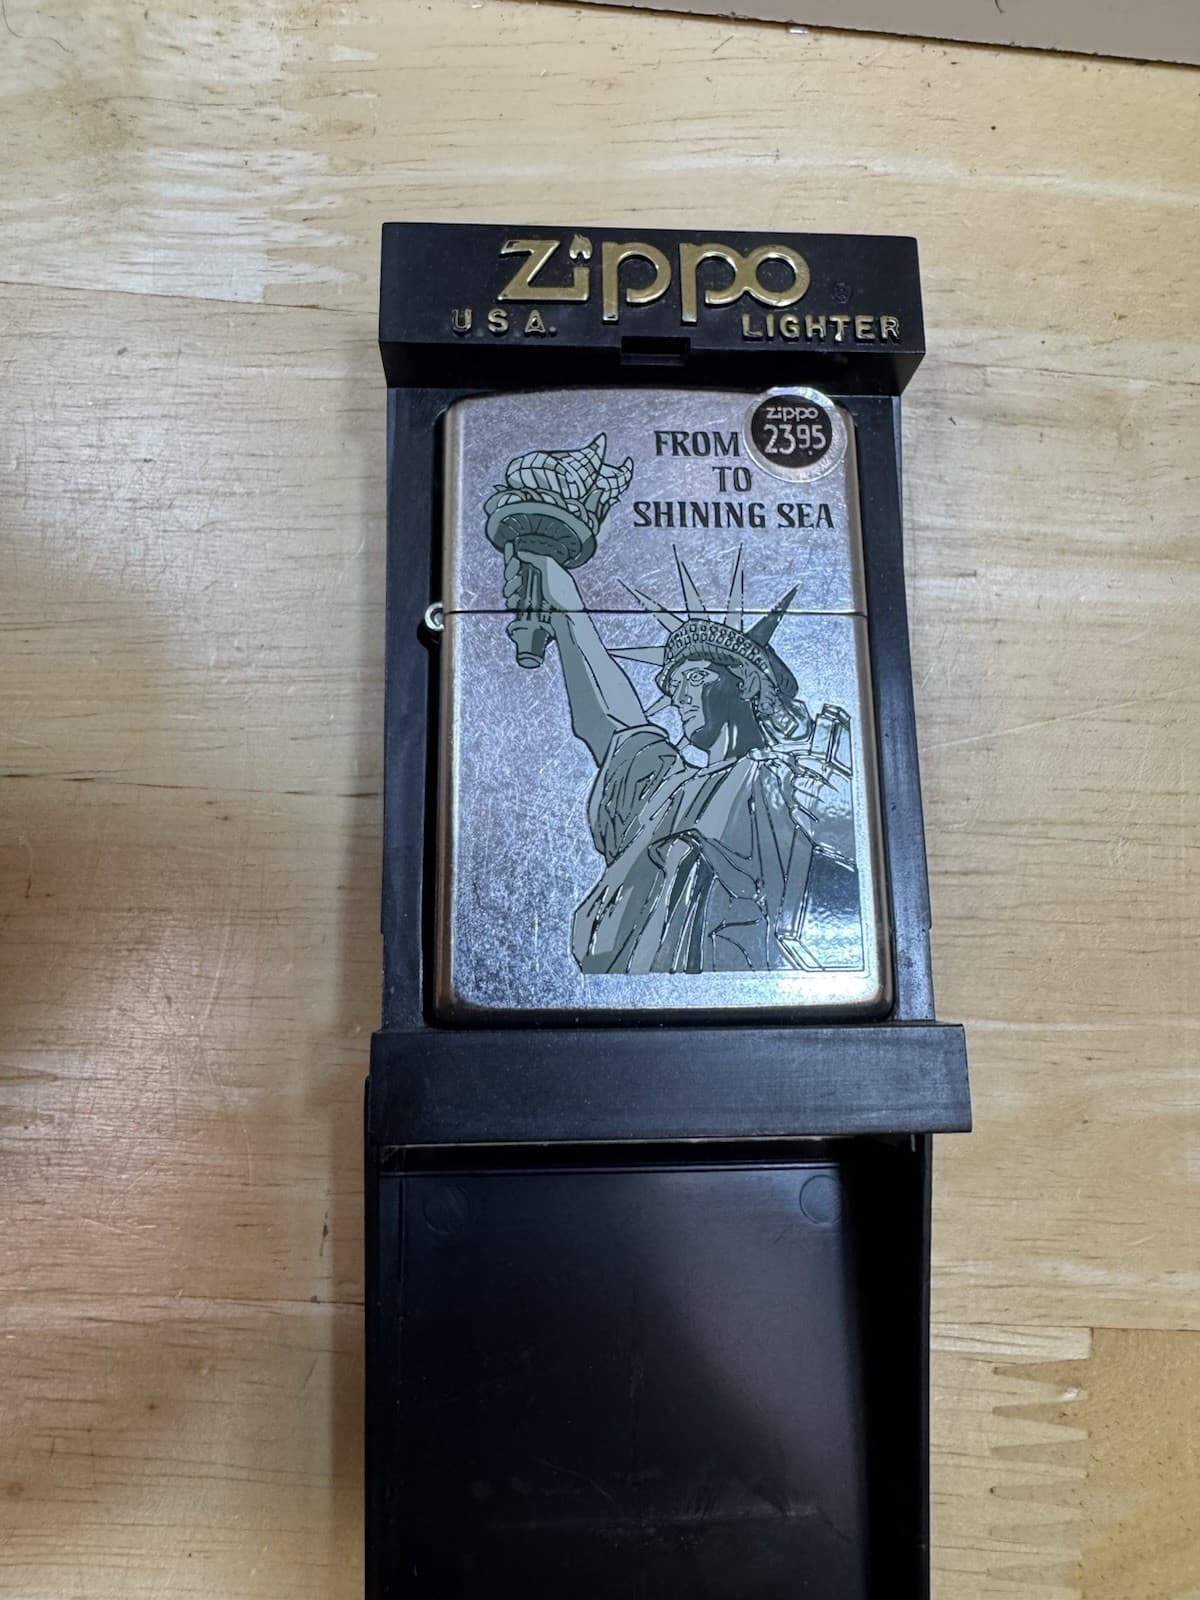 Zippo ®
U.S.A. LIGHTER
zippo
23.95
FROM
TO
SHINING SEA